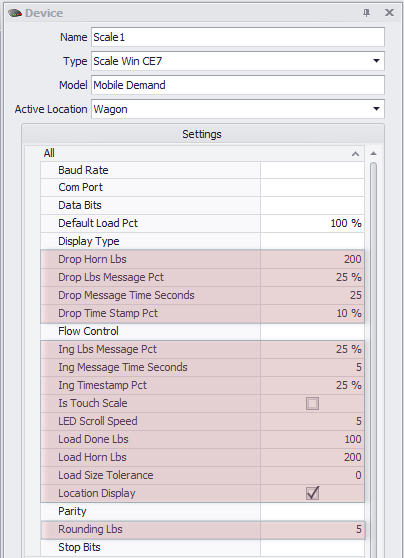 Device
Name Scale1
Type Scale Win CE7
Model Mobile Demand
Active Location Wagon
Settings
All
Baud Rate
Com Port
Data Bits
Default Load Pct 100 %
Display Type
Drop Horn Lbs 200
Drop Lbs Message Pct 25 %
Drop Message Time Seconds 25
Drop Time Stamp Pct 10 %
Flow Control
Ing Lbs Message Pct 25 %
Ing Message Time Seconds 5
Ing Timestamp Pct 25 %
Is Touch Scale
LED Scroll Speed 5
Load Done Lbs 100
Load Horn Lbs 200
Load Size Tolerance 0
Location Display
Parity
Rounding Lbs 5
Stop Bits